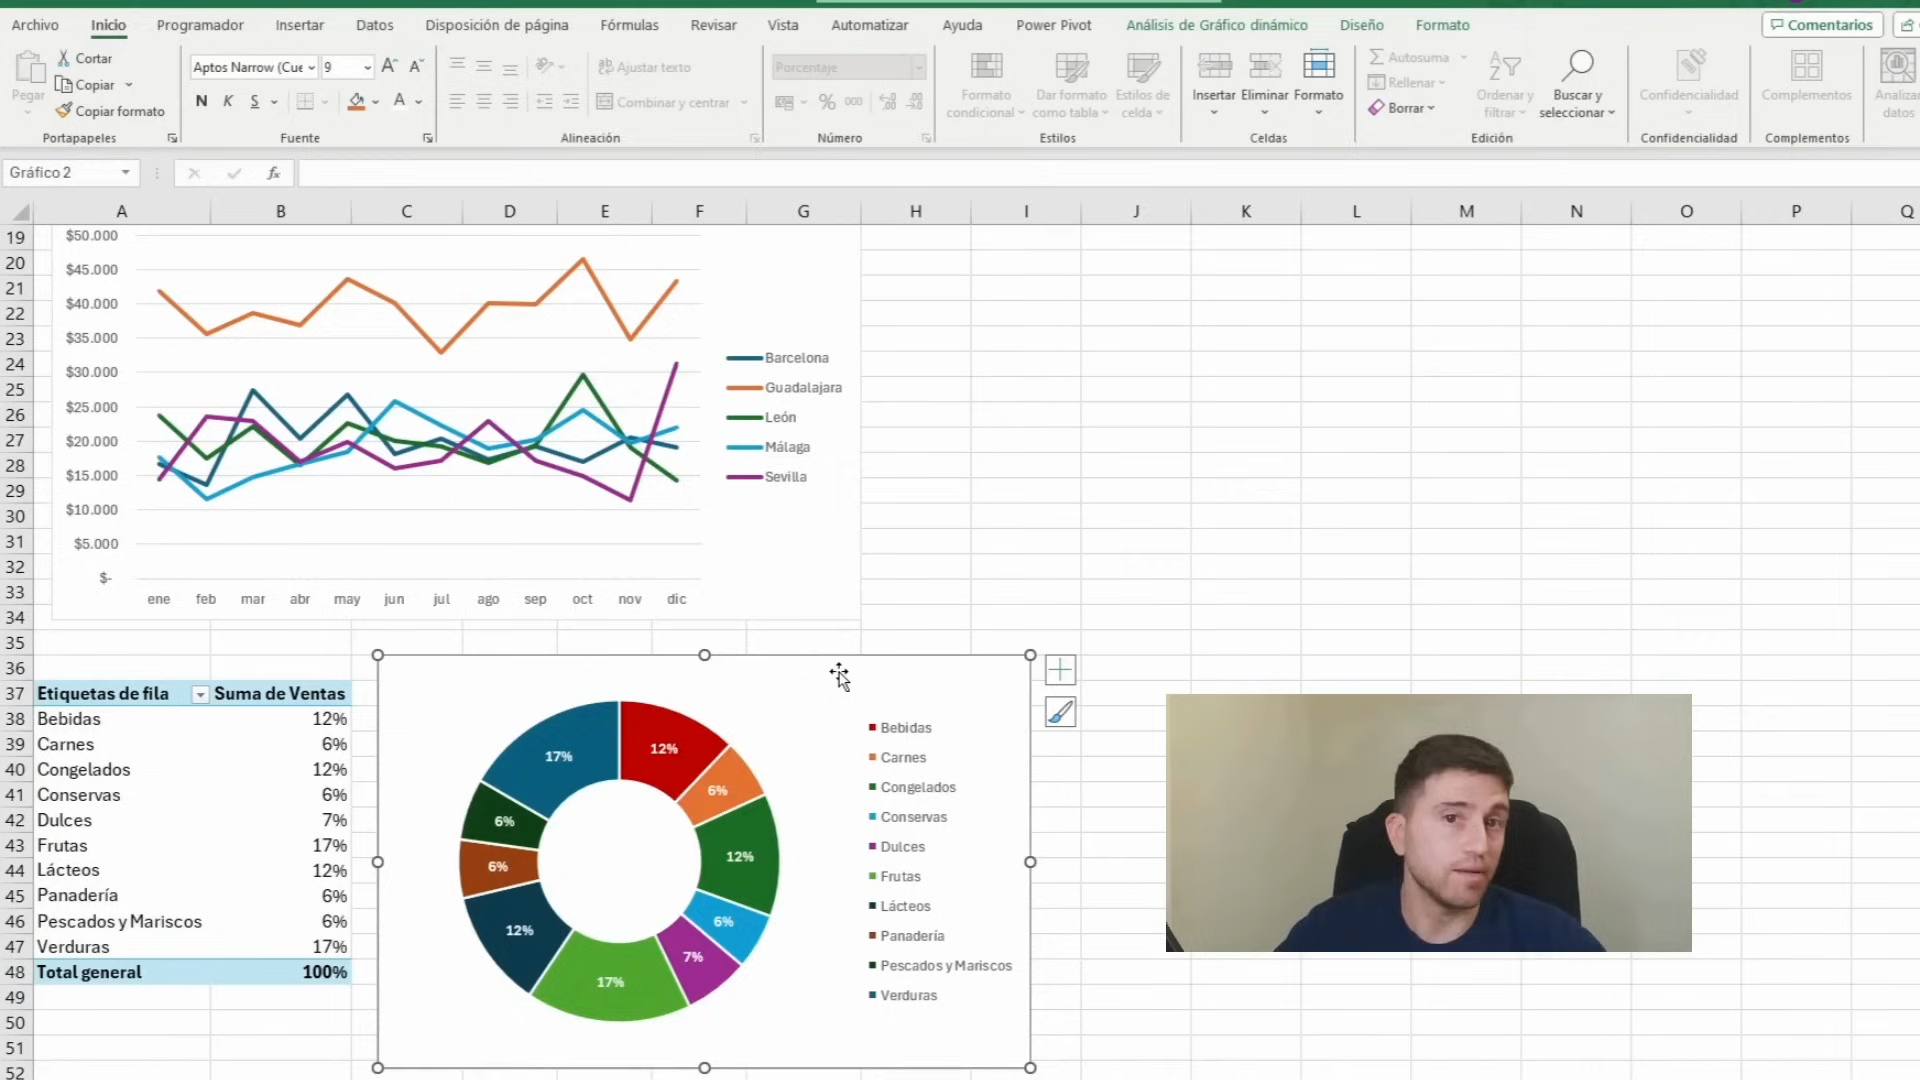 Archivo Inicio Programador Insertar Datos Disposición de página Fórmulas Revisar Vista Automatizar Ayuda Power Pivot Análisis de Gráfico dinámico Diseño Formato Comentarios
Pegar
Cortar
Copiar
Copiar formato
Portapapeles
Aptos Narrow (Cue 9 A A
N K S A
Fuente
Ajustar texto
Combinar y centrar
Alineación
Porcentaje
% 000
Número
Formato condicional
Dar formato como tabla
Estilos de celda
Estilos
Insertar Eliminar Formato
Celdas
Autosuma
Rellenar
Borrar
Ordenar y filtrar
Buscar y seleccionar
Edición
Confidencialidad
Confidencialidad
Complementos
Complementos
Analizar datos
Gráfico 2 fx
A B C D E F G H I J K L M N O P Q
19
20
21
22
23
24
25
26
27
28
29
30
31
32
33
34
35
36
37
38
39
40
41
42
43
44
45
46
47
48
49
50
51
52
$50.000
$45.000
$40.000
$35.000
$30.000
$25.000
$20.000
$15.000
$10.000
$5.000
$-
ene feb mar abr may jun jul ago sep oct nov dic
Barcelona
Guadalajara
León
Málaga
Sevilla
Etiquetas de fila Suma de Ventas
Bebidas 12%
Carnes 6%
Congelados 12%
Conservas 6%
Dulces 7%
Frutas 17%
Lácteos 12%
Panadería 6%
Pescados y Mariscos 6%
Verduras 17%
Total general 100%
12%
6%
12%
6%
7%
17%
12%
6%
6%
17%
Bebidas
Carnes
Congelados
Conservas
Dulces
Frutas
Lácteos
Panadería
Pescados y Mariscos
Verduras